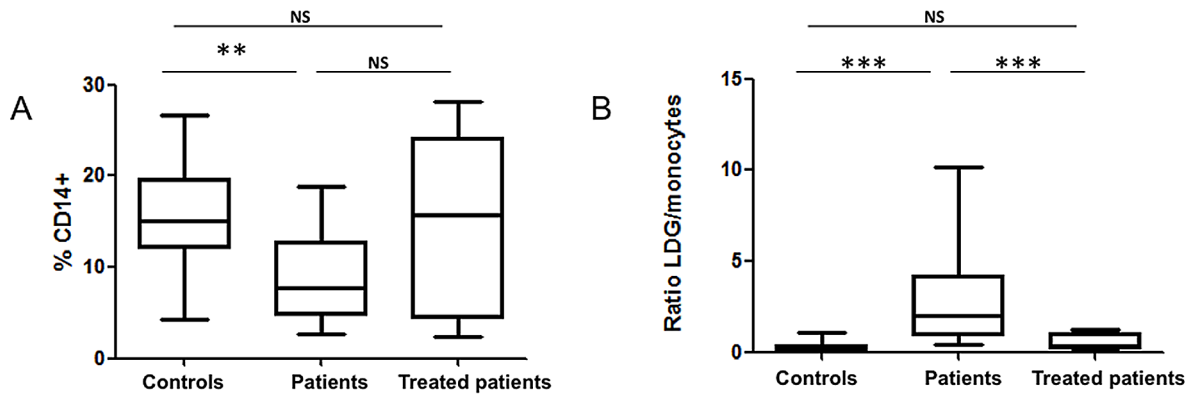 A
NS
**
NS
% CD14+
30
20
10
0
Controls Patients Treated patients
B
NS
*** ***
Ratio LDG/monocytes
15
10
5
0
Controls Patients Treated patients